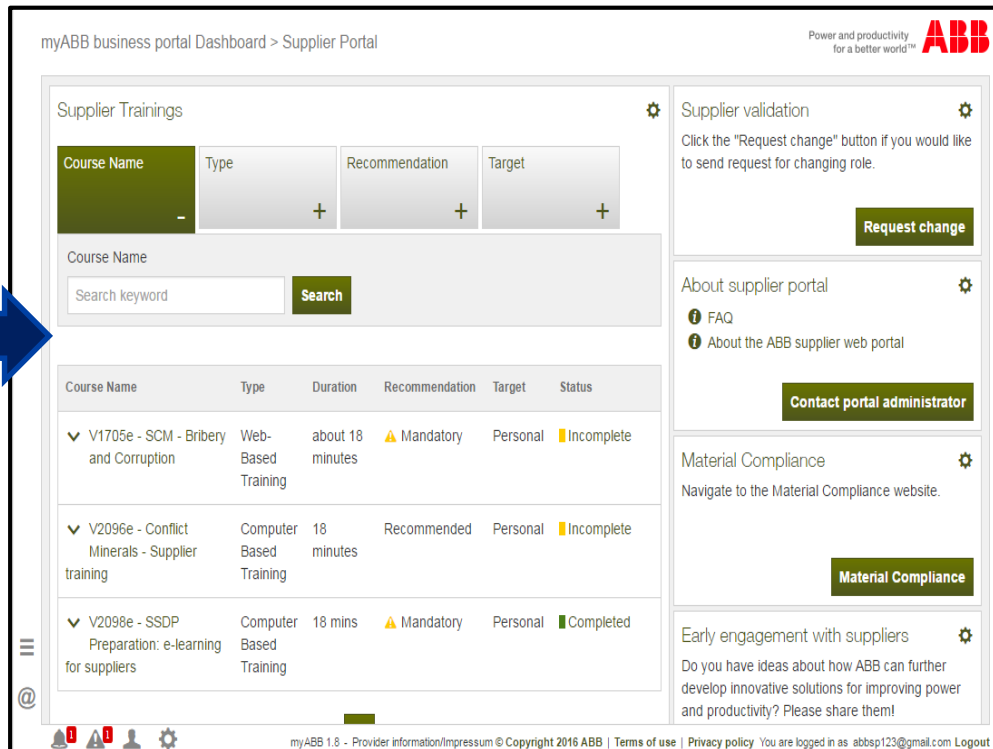 myABB business portal Dashboard > Supplier Portal
Power and productivity
for a better world™
ABB
Supplier Trainings
Course Name
Type
Recommendation
Target
-
+
+
+
Course Name
Search keyword
Search
Course Name Type Duration Recommendation Target Status
V1705e - SCM - Bribery Web- about 18 Mandatory Personal Incomplete
and Corruption Based minutes
Training
V2096e - Conflict Computer 18 Recommended Personal Incomplete
Minerals - Supplier Based minutes
training Training
V2098e - SSDP Computer 18 mins Mandatory Personal Completed
Preparation: e-learning Based
for suppliers Training
Supplier validation
Click the "Request change" button if you would like
to send request for changing role.
Request change
About supplier portal
FAQ
About the ABB supplier web portal
Contact portal administrator
Material Compliance
Navigate to the Material Compliance website.
Material Compliance
Early engagement with suppliers
Do you have ideas about how ABB can further
develop innovative solutions for improving power
and productivity? Please share them!
@
1 1
myABB 1.8 - Provider information/Impressum © Copyright 2016 ABB | Terms of use | Privacy policy You are logged in as abbsp123@gmail.com Logout